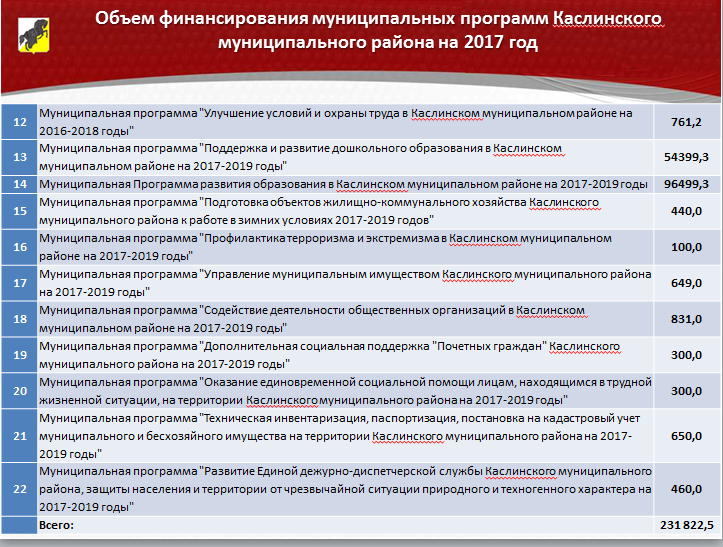 Объем финансирования муниципальных программ Каслинского
муниципального района на 2017 год
12 Муниципальная программа "Улучшение условий и охраны труда в Каслинском муниципальном районе на 761,2
2016-2018 годы"
13 Муниципальная программа "Поддержка и развитие дошкольного образования в Каслинском 54399,3
муниципальном районе на 2017-2019 годы"
14 Муниципальная Программа развития образования в Каслинском муниципальном районе на 2017-2019 годы 96499,3
15 Муниципальная программа "Подготовка объектов жилищно-коммунального хозяйства Каслинского 440,0
муниципального района к работе в зимних условиях 2017-2019 годов"
16 Муниципальная программа "Профилактика терроризма и экстремизма в Каслинском муниципальном 100,0
районе на 2017-2019 годы"
17 Муниципальная программа "Управление муниципальным имуществом Каслинского муниципального района 649,0
на 2017-2019 годы"
18 Муниципальная программа "Содействие деятельности общественных организаций в Каслинском 831,0
муниципальном районе на 2017-2019 годы"
19 Муниципальная программа "Дополнительная социальная поддержка "Почетных граждан" Каслинского 300,0
муниципального района на 2017-2019 годы"
20 Муниципальная программа "Оказание единовременной социальной помощи лицам, находящимся в трудной 300,0
жизненной ситуации, на территории Каслинского муниципального района на 2017-2019 годы"
21 Муниципальная программа "Техническая инвентаризация, паспортизация, постановка на кадастровый учет 650,0
муниципального и бесхозяйного имущества на территории Каслинского муниципального района на 2017-
2019 годы"
22 Муниципальная программа "Развитие Единой дежурно-диспетчерской службы Каслинского муниципального 460,0
района, защиты населения и территории от чрезвычайной ситуации природного и техногенного характера на
2017-2019 годы"
Всего: 231 822,5